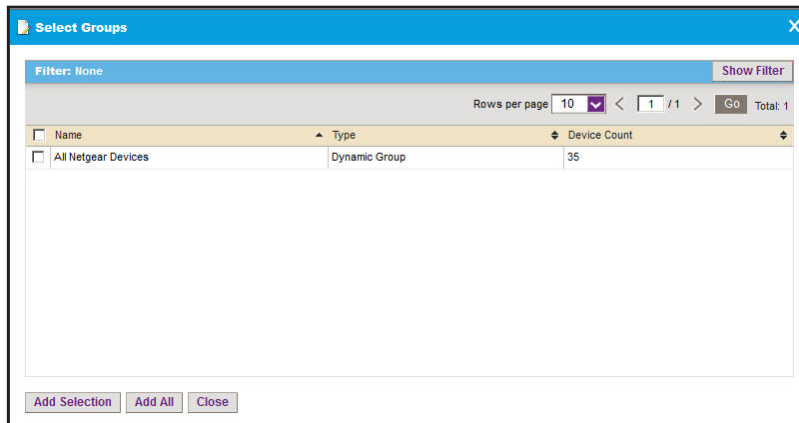 Select Groups X
Filter: None Show Filter
Rows per page 10 < 1 / 1 > Go Total: 1
Name Type Device Count
All Netgear Devices Dynamic Group 35
Add Selection Add All Close